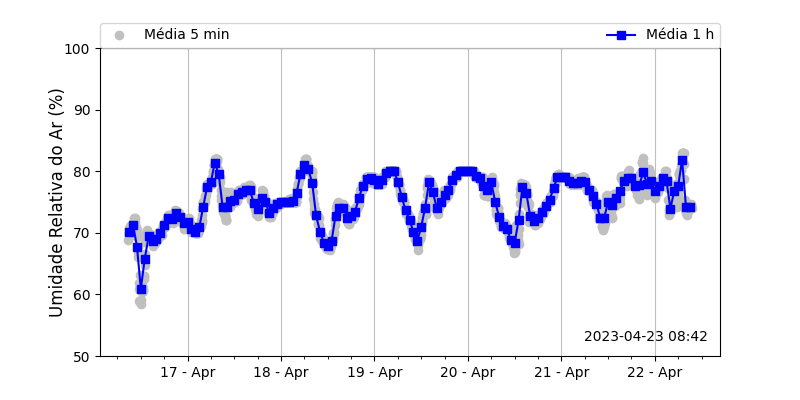 Média 5 min
Média 1 h
Umidade Relativa do Ar (%)
100
90
80
70
60
50
2023-04-23 08:42
17 - Apr
18 - Apr
19 - Apr
20 - Apr
21 - Apr
22 - Apr